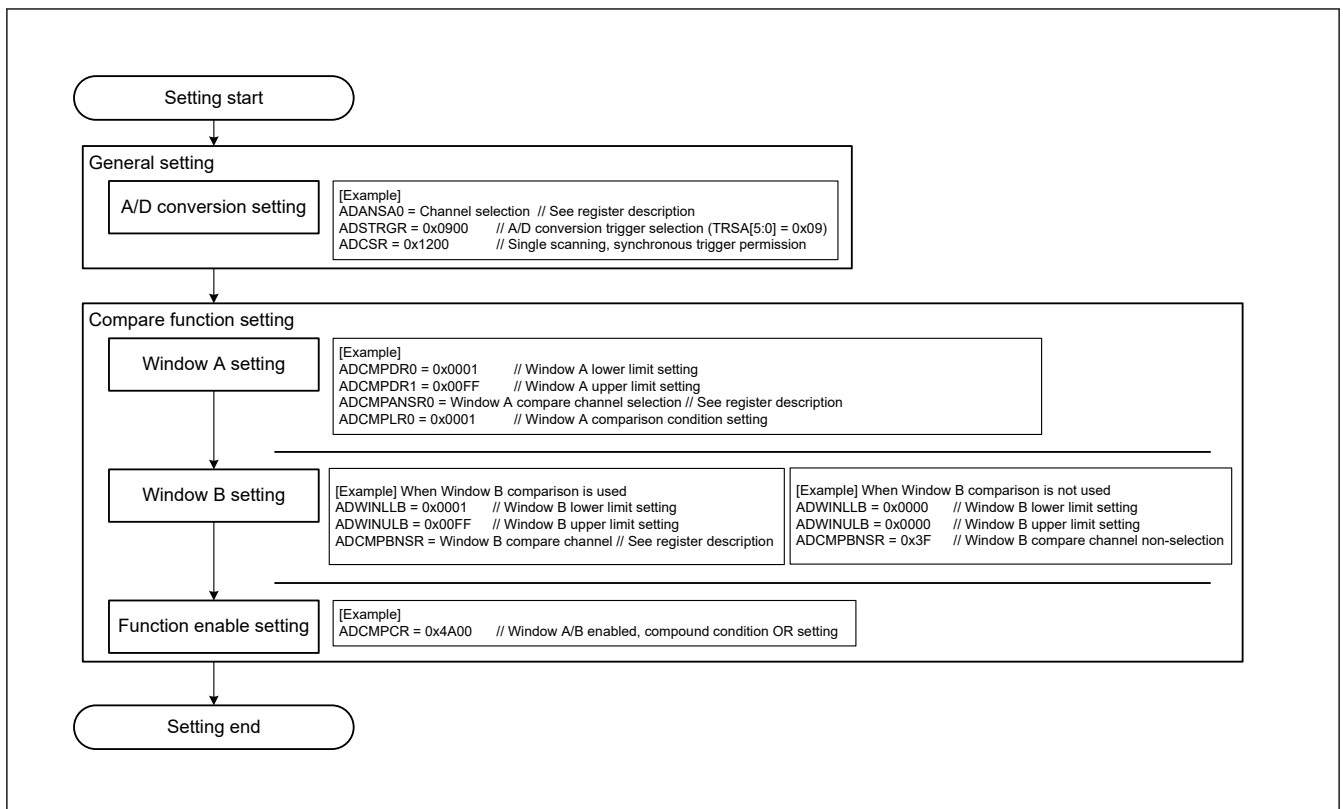 Setting start
General setting
A/D conversion setting
[Example]
ADANSA0 = Channel selection // See register description
ADSTRGR = 0x0900 // A/D conversion trigger selection (TRSA[5:0] = 0x09)
ADCSR = 0x1200 // Single scanning, synchronous trigger permission
Compare function setting
Window A setting
[Example]
ADCMPDR0 = 0x0001 // Window A lower limit setting
ADCMPDR1 = 0x00FF // Window A upper limit setting
ADCMPANSR0 = Window A compare channel selection // See register description
ADCMPLR0 = 0x0001 // Window A comparison condition setting
Window B setting
[Example] When Window B comparison is used
ADWINLLB = 0x0001 // Window B lower limit setting
ADWINULB = 0x00FF // Window B upper limit setting
ADCMPBNSR = Window B compare channel // See register description
[Example] When Window B comparison is not used
ADWINLLB = 0x0000 // Window B lower limit setting
ADWINULB = 0x0000 // Window B upper limit setting
ADCMPBNSR = 0x3F // Window B compare channel non-selection
Function enable setting
[Example]
ADCMPCR = 0x4A00 // Window A/B enabled, compound condition OR setting
Setting end